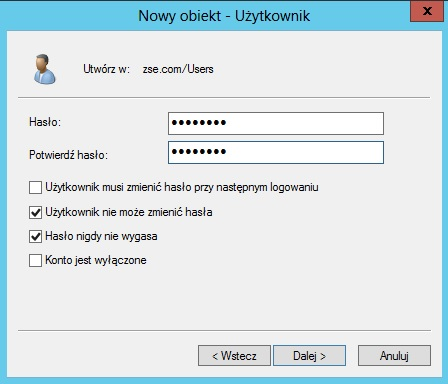 Nowy obiekt - Użytkownik
x
Utwórz w: zse.com/Users
Hasło: ••••••••
Potwierdź hasło: ••••••••
Użytkownik musi zmienić hasło przy następnym logowaniu
Użytkownik nie może zmienić hasła
Hasło nigdy nie wygasa
Konto jest wyłączone
< Wstecz Dalej > Anuluj